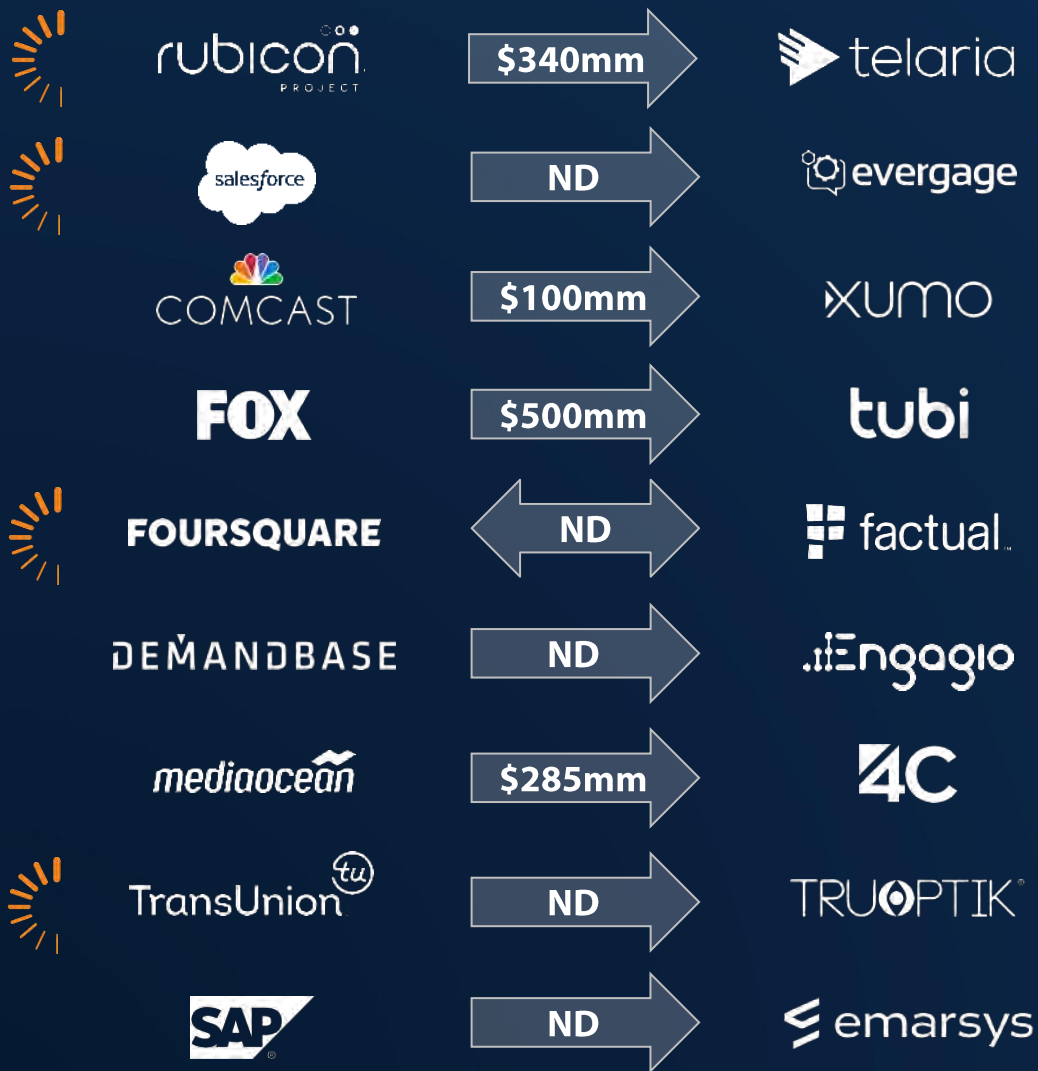 rubicon $340mm telaria
PROJECT
salesforce ND evergage
COMCAST $100mm XUMO
FOX $500mm tubi
FOURSQUARE ND factual™
DEMANDBASE ND Engagio
mediaocean $285mm 4C
TransUnion tu ND TRUOPTIK®
SAP® ND emarsys